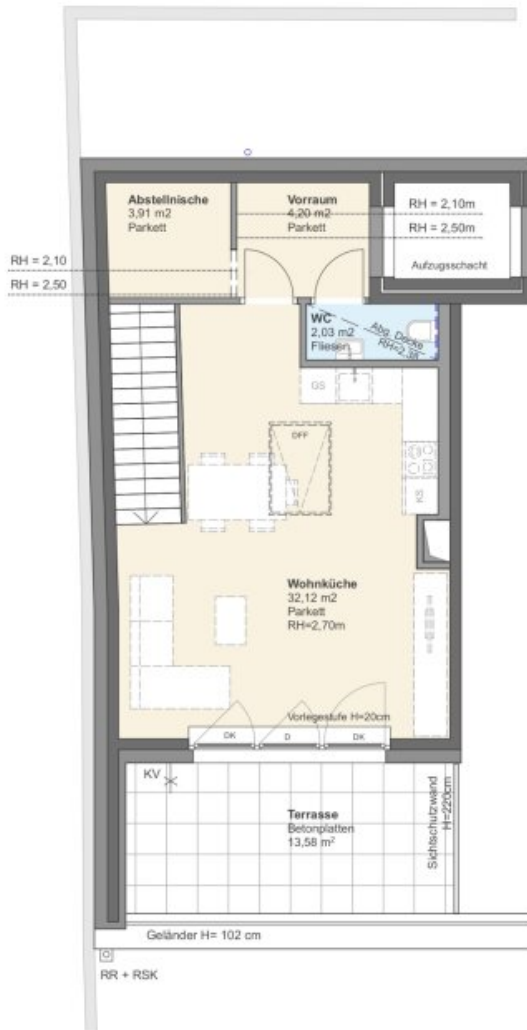 Abstellnische
3,91 m2
Parkett
Vorraum
4,20 m2
Parkett
RH = 2,10m
RH = 2,50m
Aufzugsschacht
RH = 2,10
RH = 2.50
WC
2,03 m2
Fliesen
Abg. Decke
RH=2,38
GS
DFF
KS
Wohnküche
32,12 m2
Parkett
RH=2,70m
Vorlegestufe H=20cm
DK
D
DK
KV
Terrasse
Betonplatten
13,58 m²
Sichtschutzwand
H=220cm
Geländer H= 102 cm
RR + RSK